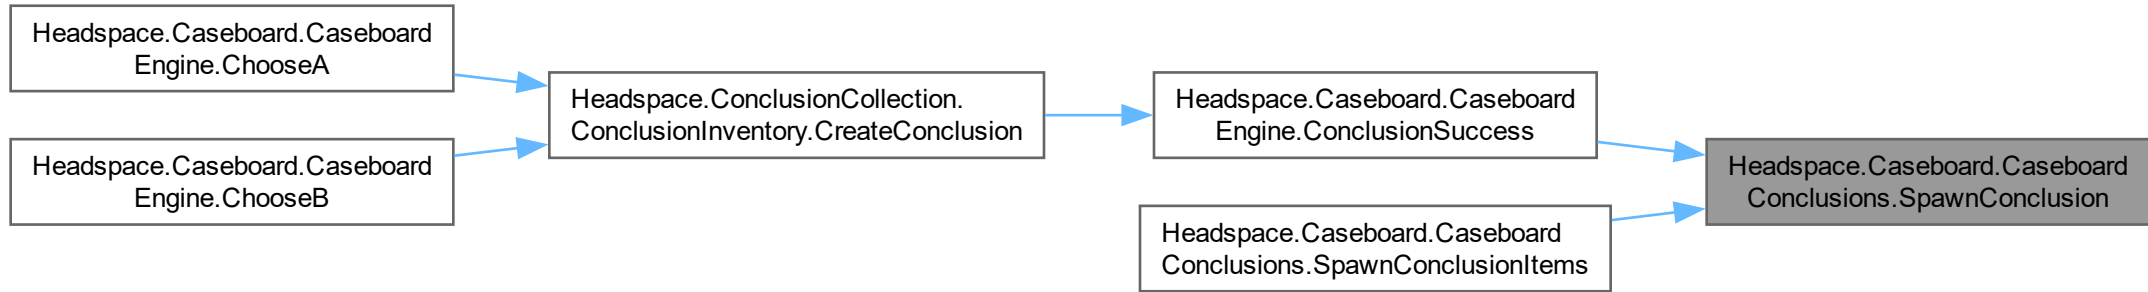 Headspace.Caseboard.Caseboard
Engine.ChooseA
Headspace.Caseboard.Caseboard
Engine.ChooseB
Headspace.ConclusionCollection.
ConclusionInventory.CreateConclusion
Headspace.Caseboard.Caseboard
Engine.ConclusionSuccess
Headspace.Caseboard.Caseboard
Conclusions.SpawnConclusionItems
Headspace.Caseboard.Caseboard
Conclusions.SpawnConclusion